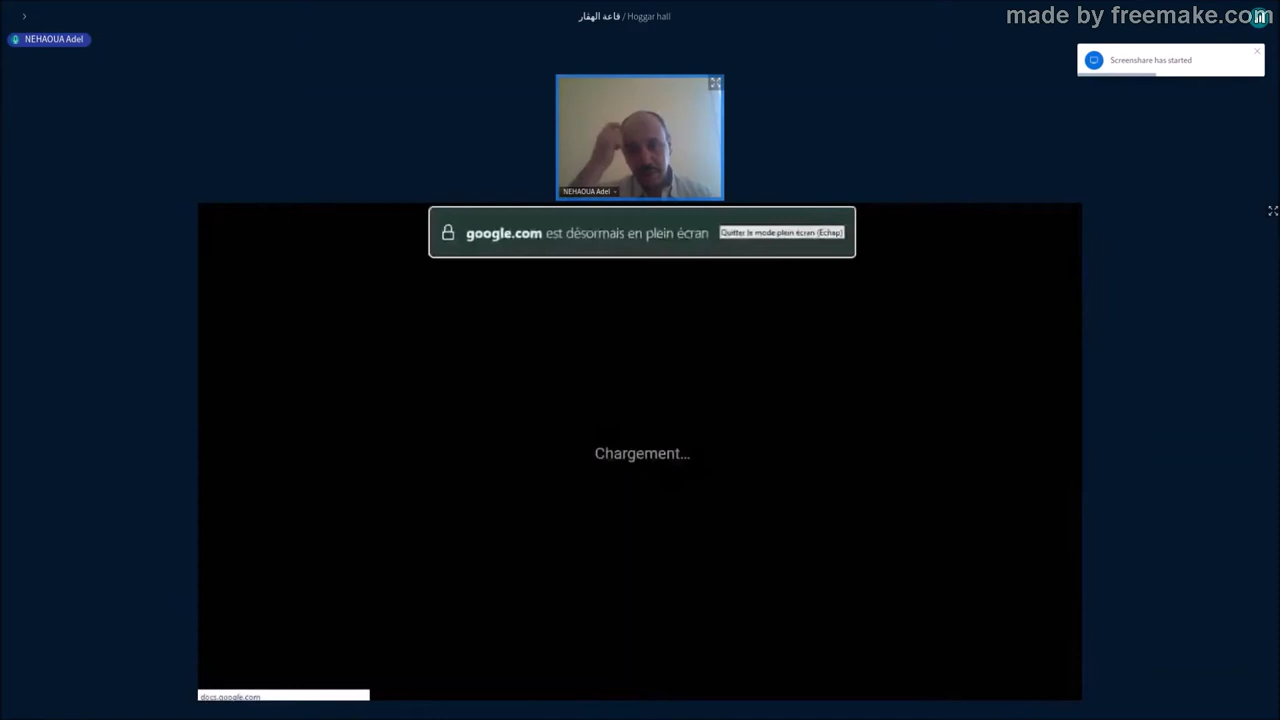 قاعة الهڤار / Hoggar hall
made by freemake.com
NEHAOUA Adel
Screenshare has started
NEHAOUA Adel
google.com est désormais en plein écran Quitter le mode plein écran (Échap)
Chargement…
docs.google.com